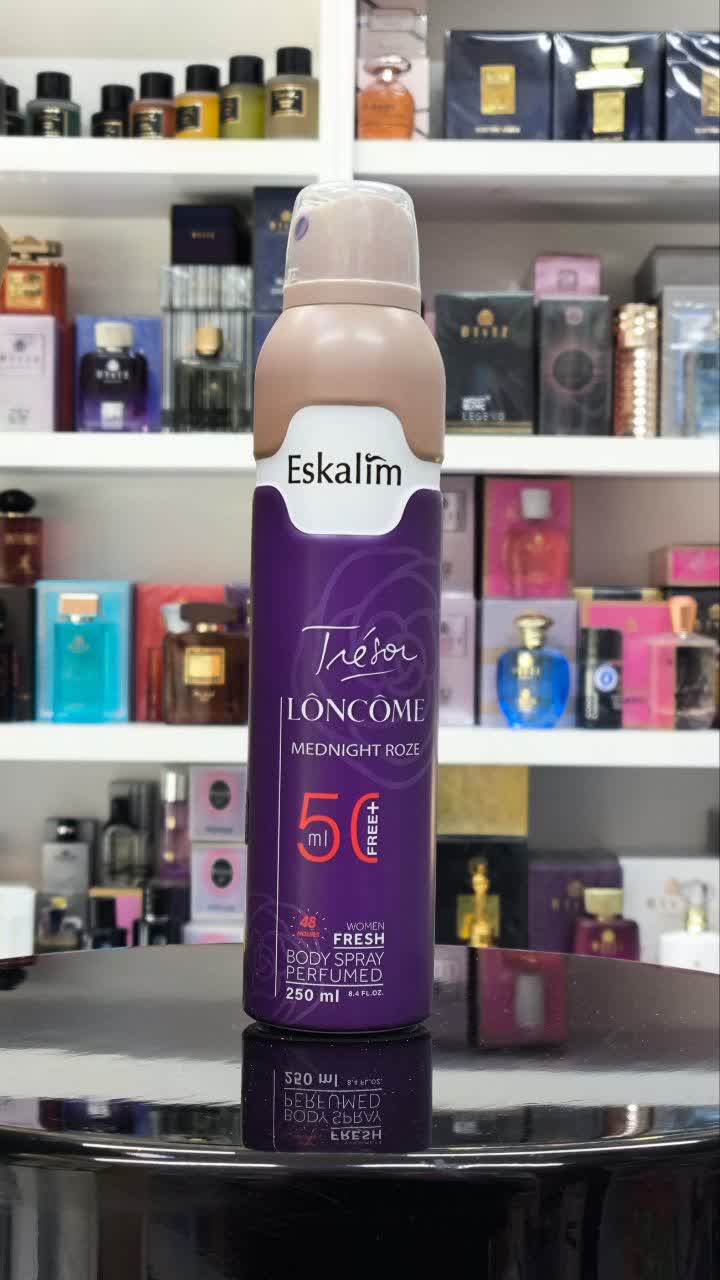 Eskalim
Trésor
LÔNCÔME
MEDNIGHT ROZE
50
ml
FREE+
48
HOURS
WOMEN
FRESH
BODY SPRAY
PERFUMED
250 ml 8.4 FL.OZ.
LEGEND